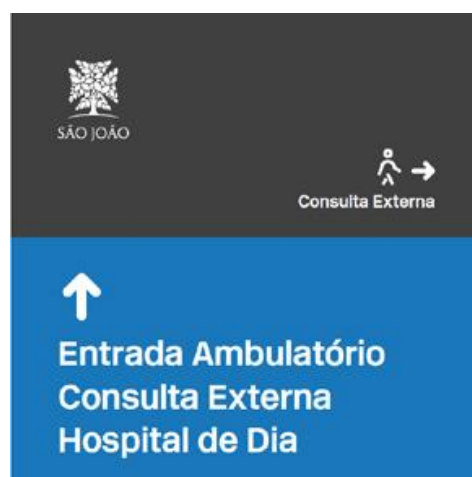 SÃO JOÃO
Consulta Externa
Entrada Ambulatório
Consulta Externa
Hospital de Dia